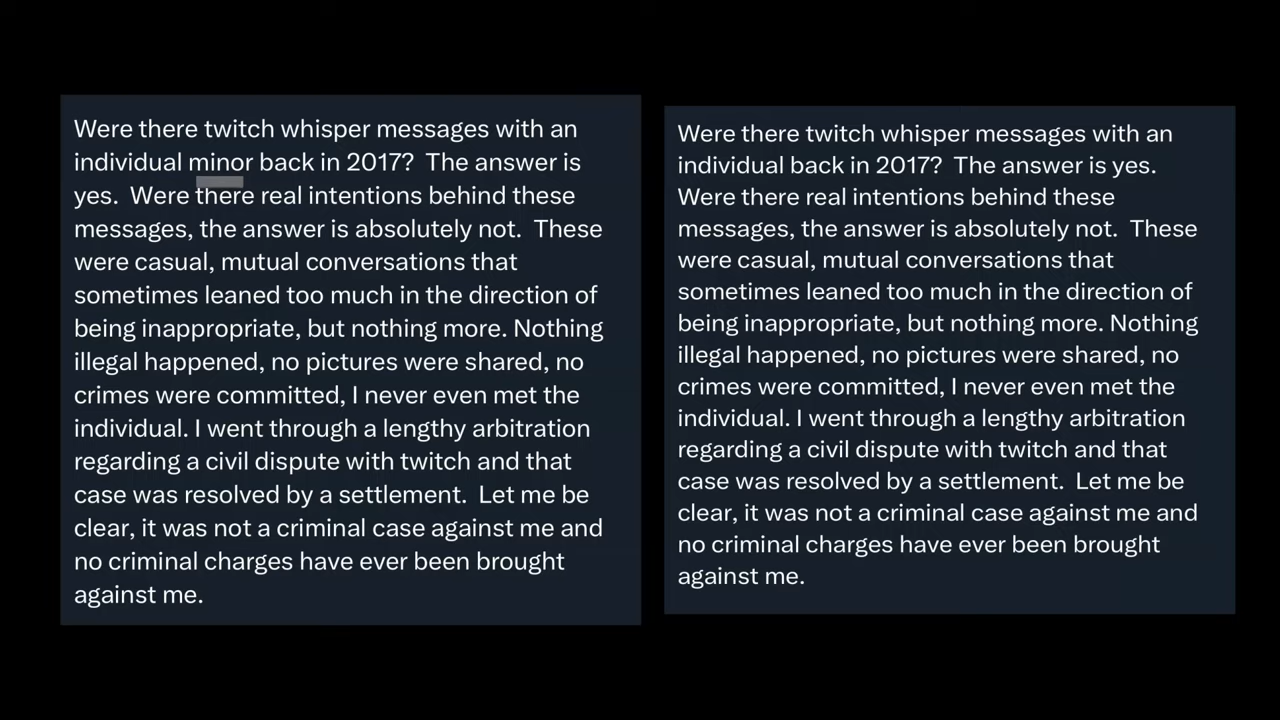 Were there twitch whisper messages with an
individual minor back in 2017?  The answer is
yes.  Were there real intentions behind these
messages, the answer is absolutely not.  These
were casual, mutual conversations that
sometimes leaned too much in the direction of
being inappropriate, but nothing more. Nothing
illegal happened, no pictures were shared, no
crimes were committed, I never even met the
individual. I went through a lengthy arbitration
regarding a civil dispute with twitch and that
case was resolved by a settlement.  Let me be
clear, it was not a criminal case against me and
no criminal charges have ever been brought
against me.
Were there twitch whisper messages with an
individual back in 2017?  The answer is yes.
Were there real intentions behind these
messages, the answer is absolutely not.  These
were casual, mutual conversations that
sometimes leaned too much in the direction of
being inappropriate, but nothing more. Nothing
illegal happened, no pictures were shared, no
crimes were committed, I never even met the
individual. I went through a lengthy arbitration
regarding a civil dispute with twitch and that
case was resolved by a settlement.  Let me be
clear, it was not a criminal case against me and
no criminal charges have ever been brought
against me.